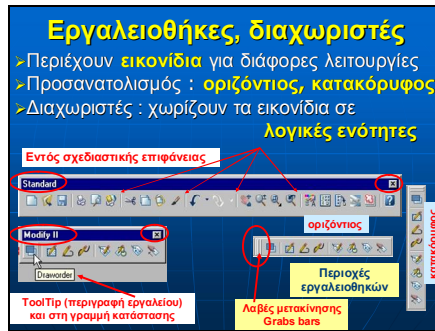 Εργαλειοθήκες, διαχωριστές
Περιέχουν εικονίδια για διάφορες λειτουργίες
Προσανατολισμός : οριζόντιος, κατακόρυφος
Διαχωριστές : χωρίζουν τα εικονίδια σε
λογικές ενότητες
Εντός σχεδιαστικής επιφάνειας
Standard
οριζόντιος
κατακόρυφος
Modify II
Draworder
Περιοχές
εργαλειοθηκών
ToolTip (περιγραφή εργαλείου)
και στη γραμμή κατάστασης
Λαβές μετακίνησης
Grabs bars